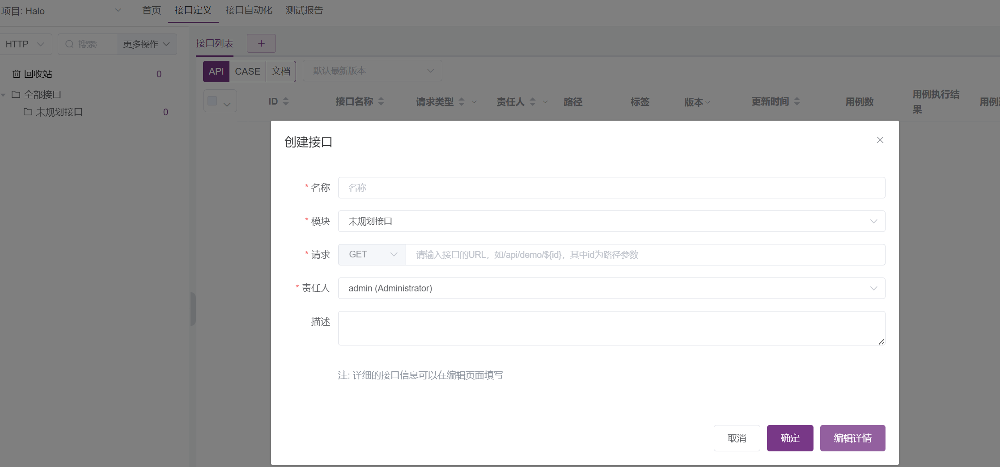 项目: Halo
首页 接口定义 接口自动化 测试报告
HTTP 搜索 更多操作
回收站 0
全部接口
未规划接口 0
接口列表 +
API CASE 文档 默认最新版本
ID 接口名称 请求类型 责任人 路径 标签 版本 更新时间 用例数 用例执行结果 用例
创建接口
* 名称 名称
* 模块 未规划接口
* 请求 GET 请输入接口的URL，如/api/demo/${id}，其中id为路径参数
* 责任人 admin (Administrator)
描述
注: 详细的接口信息可以在编辑页面填写
取消 确定 编辑详情